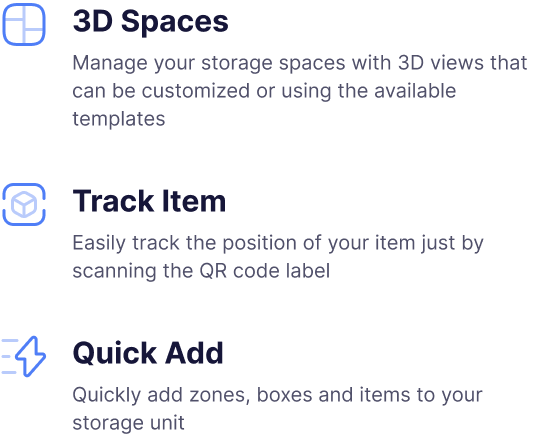 3D Spaces
Manage your storage spaces with 3D views that
can be customized or using the available
templates
Track Item
Easily track the position of your item just by
scanning the QR code label
Quick Add
Quickly add zones, boxes and items to your
storage unit